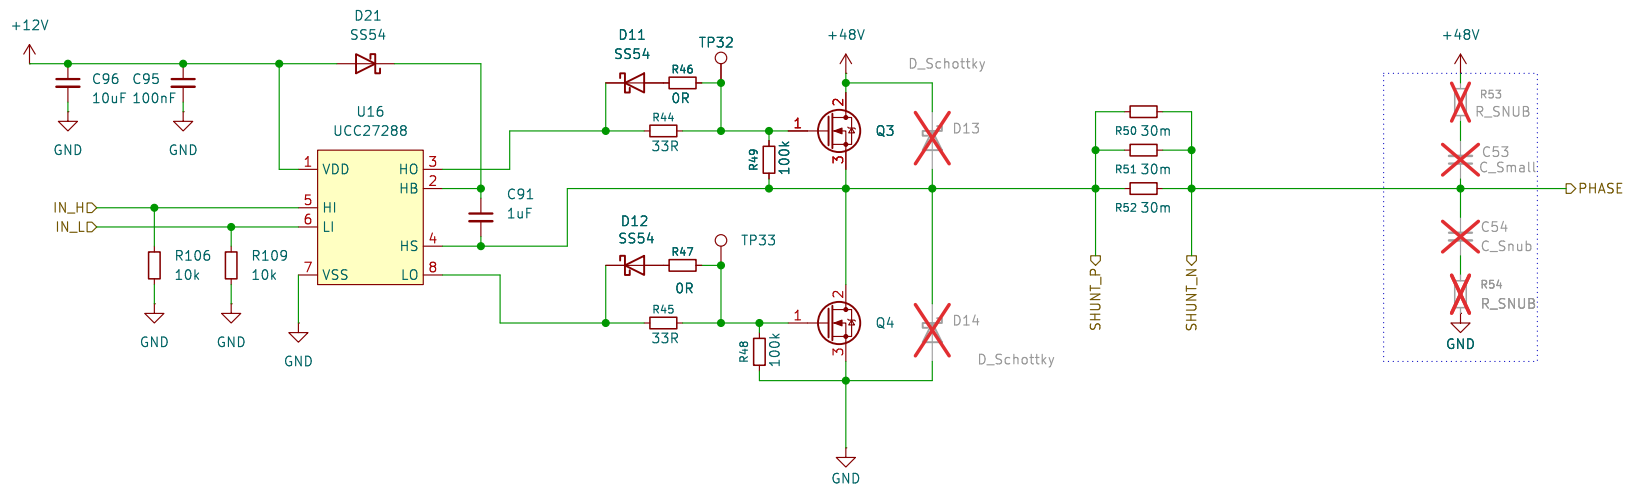 +12V
D21
SS54
C96
10uF
C95
100nF
GND
GND
U16
UCC27288
1
VDD
5
HI
6
LI
7
VSS
HO
3
HB
2
HS
4
LO
8
IN_H
IN_L
R106
10k
R109
10k
GND
GND
GND
C91
1uF
D11
SS54
R46
0R
TP32
R44
33R
R49
100k
+48V
2
1
3
Q3
D_Schottky
D13
D12
SS54
R47
0R
TP33
R45
33R
R48
100k
2
1
3
Q4
D14
D_Schottky
GND
R50 30m
R51 30m
R52 30m
SHUNT_P
SHUNT_N
+48V
R53
R_SNUB
C53
C_Small
PHASE
C54
C_Snub
R54
R_SNUB
GND